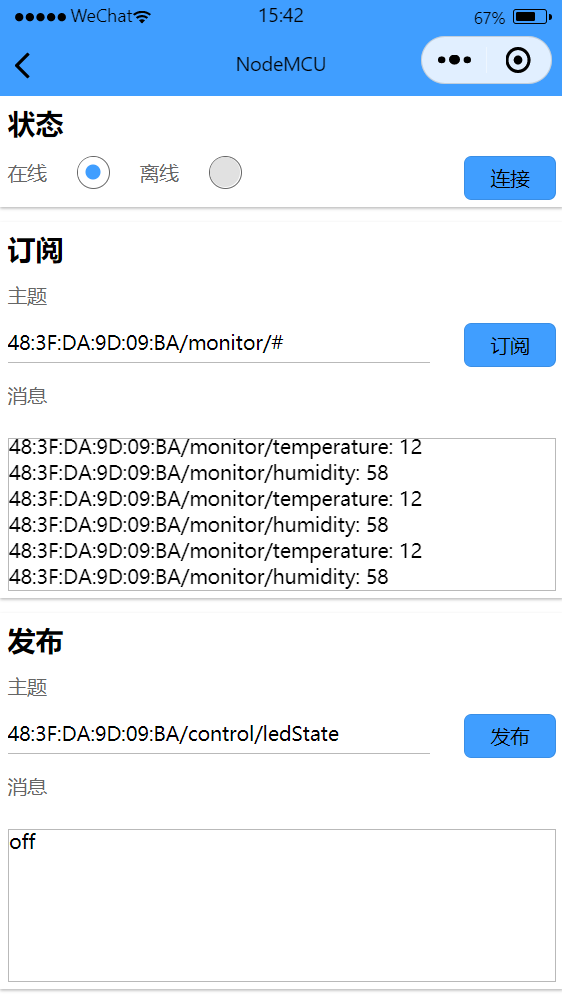 WeChat 15:42 67%
NodeMCU
状态
在线 离线 连接
订阅
主题
48:3F:DA:9D:09:BA/monitor/# 订阅
消息
48:3F:DA:9D:09:BA/monitor/temperature: 12
48:3F:DA:9D:09:BA/monitor/humidity: 58
48:3F:DA:9D:09:BA/monitor/temperature: 12
48:3F:DA:9D:09:BA/monitor/humidity: 58
48:3F:DA:9D:09:BA/monitor/temperature: 12
48:3F:DA:9D:09:BA/monitor/humidity: 58
发布
主题
48:3F:DA:9D:09:BA/control/ledState 发布
消息
off